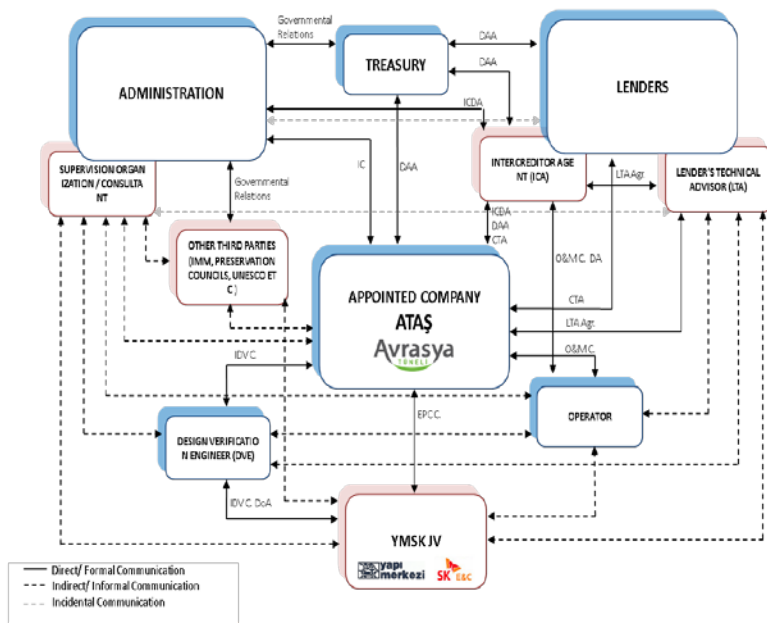 Governmental
Relations
DAA
TREASURY
DAA
ADMINISTRATION
LENDERS
ICDA
SUPERVISION ORGAN
IZATION / CONSULTA
NT
IC
DAA
INTERCREDITOR AGE
NT (ICA)
LTA Agr.
LENDER'S TECHNICAL
ADVISOR (LTA)
Governmental
Relations
ICDA
DAA
CTA
OTHER THIRD PARTIES
(IMM, PRESERVATION
COUNCILS, UNESCO ET
C )
O&M C. DA
APPOINTED COMPANY
ATAŞ
Avrasya
TÜNELİ
CTA
LTA Agr.
O&M C.
IDV C.
EPC C.
OPERATOR
DESIGN VERIFICATIO
N ENGINEER (DVE)
IDV C. DoA
YMSK JV
yapı
merkezi
SK E&C
Direct/ Formal Communication
Indirect/ Informal Communication
Incidental Communication